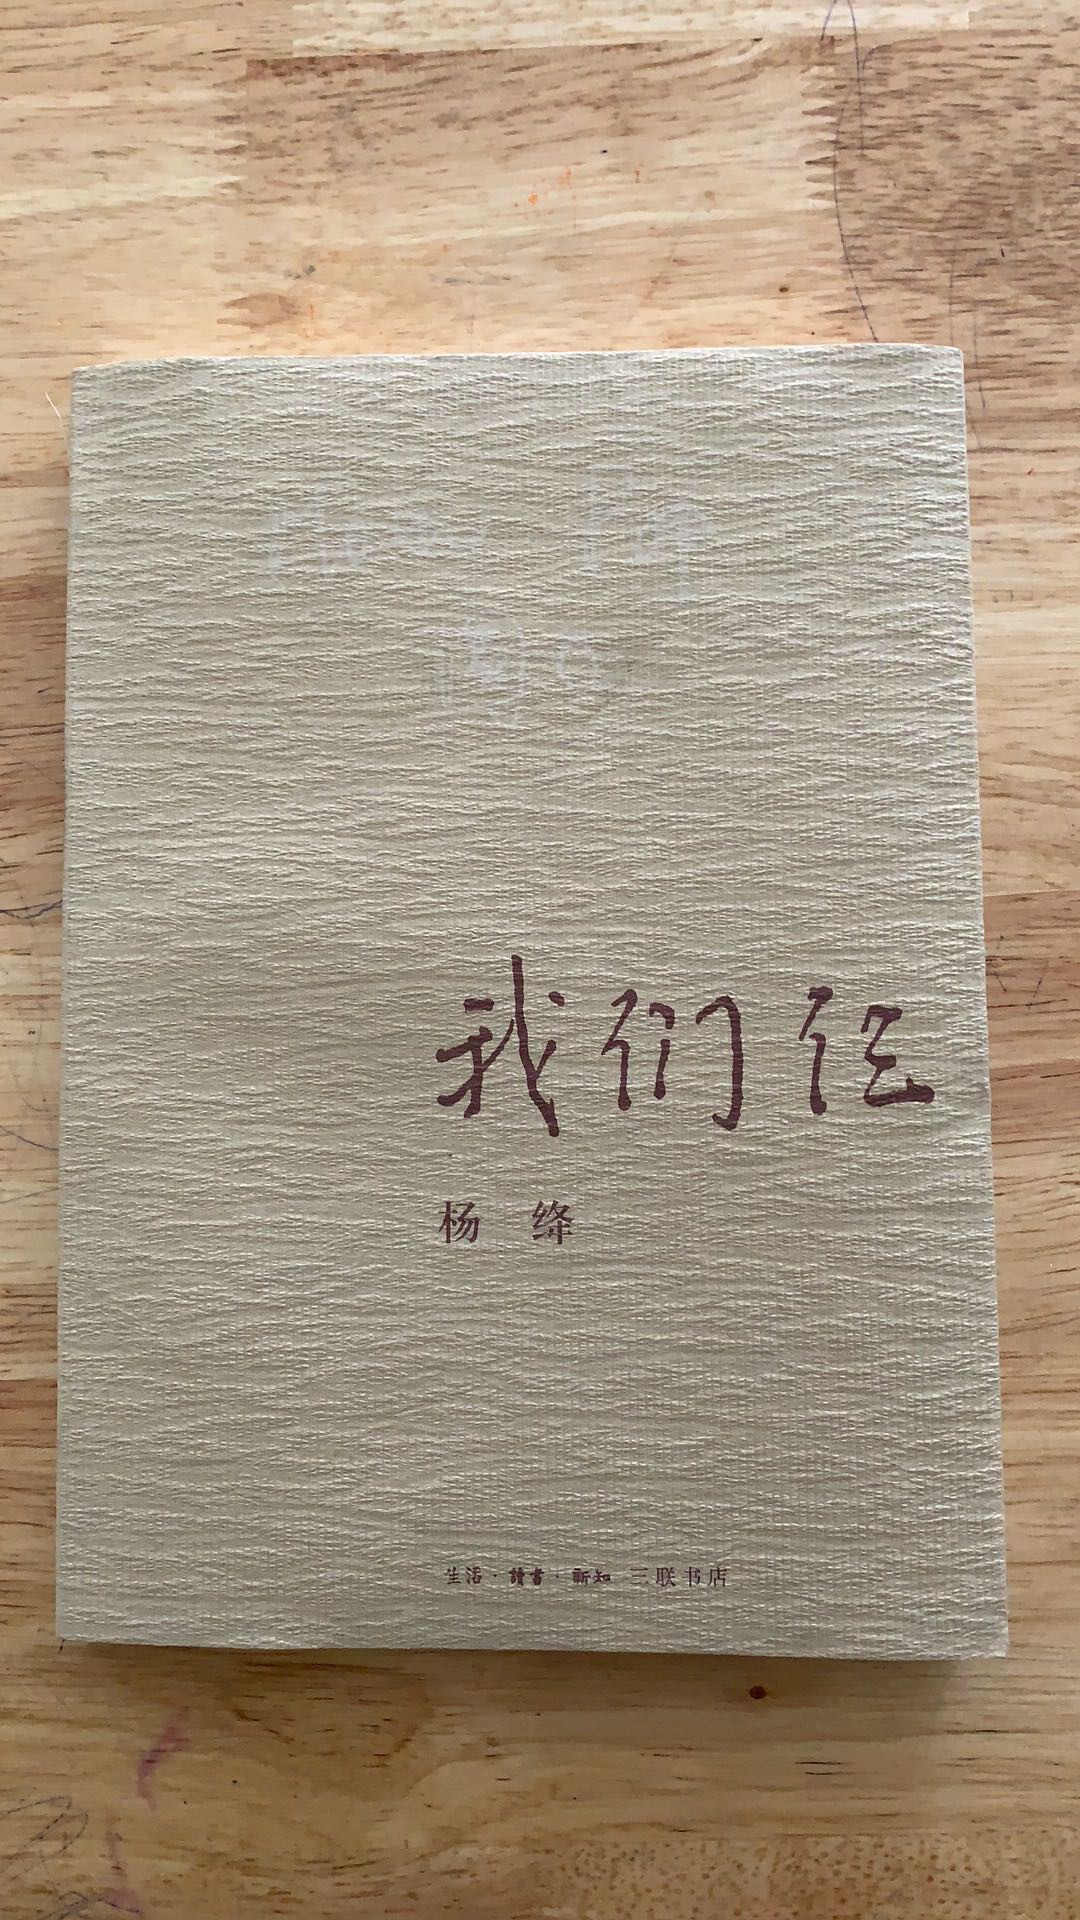 我们仨
杨 绛
生活·讀書·新知 三联书店